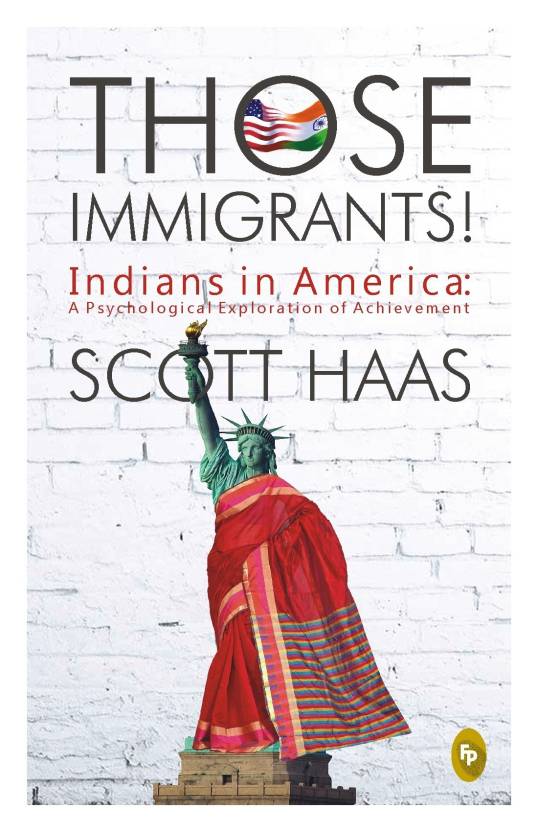 THOSE
IMMIGRANTS!
Indians in America:
A Psychological Exploration of Achievement
SCOTT HAAS
FP